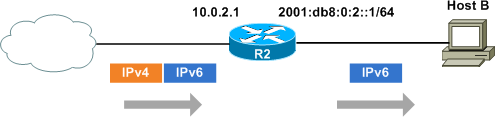 Host B
10.0.2.1 2001:db8:0:2::1/64
R2
IPv4 IPv6 IPv6